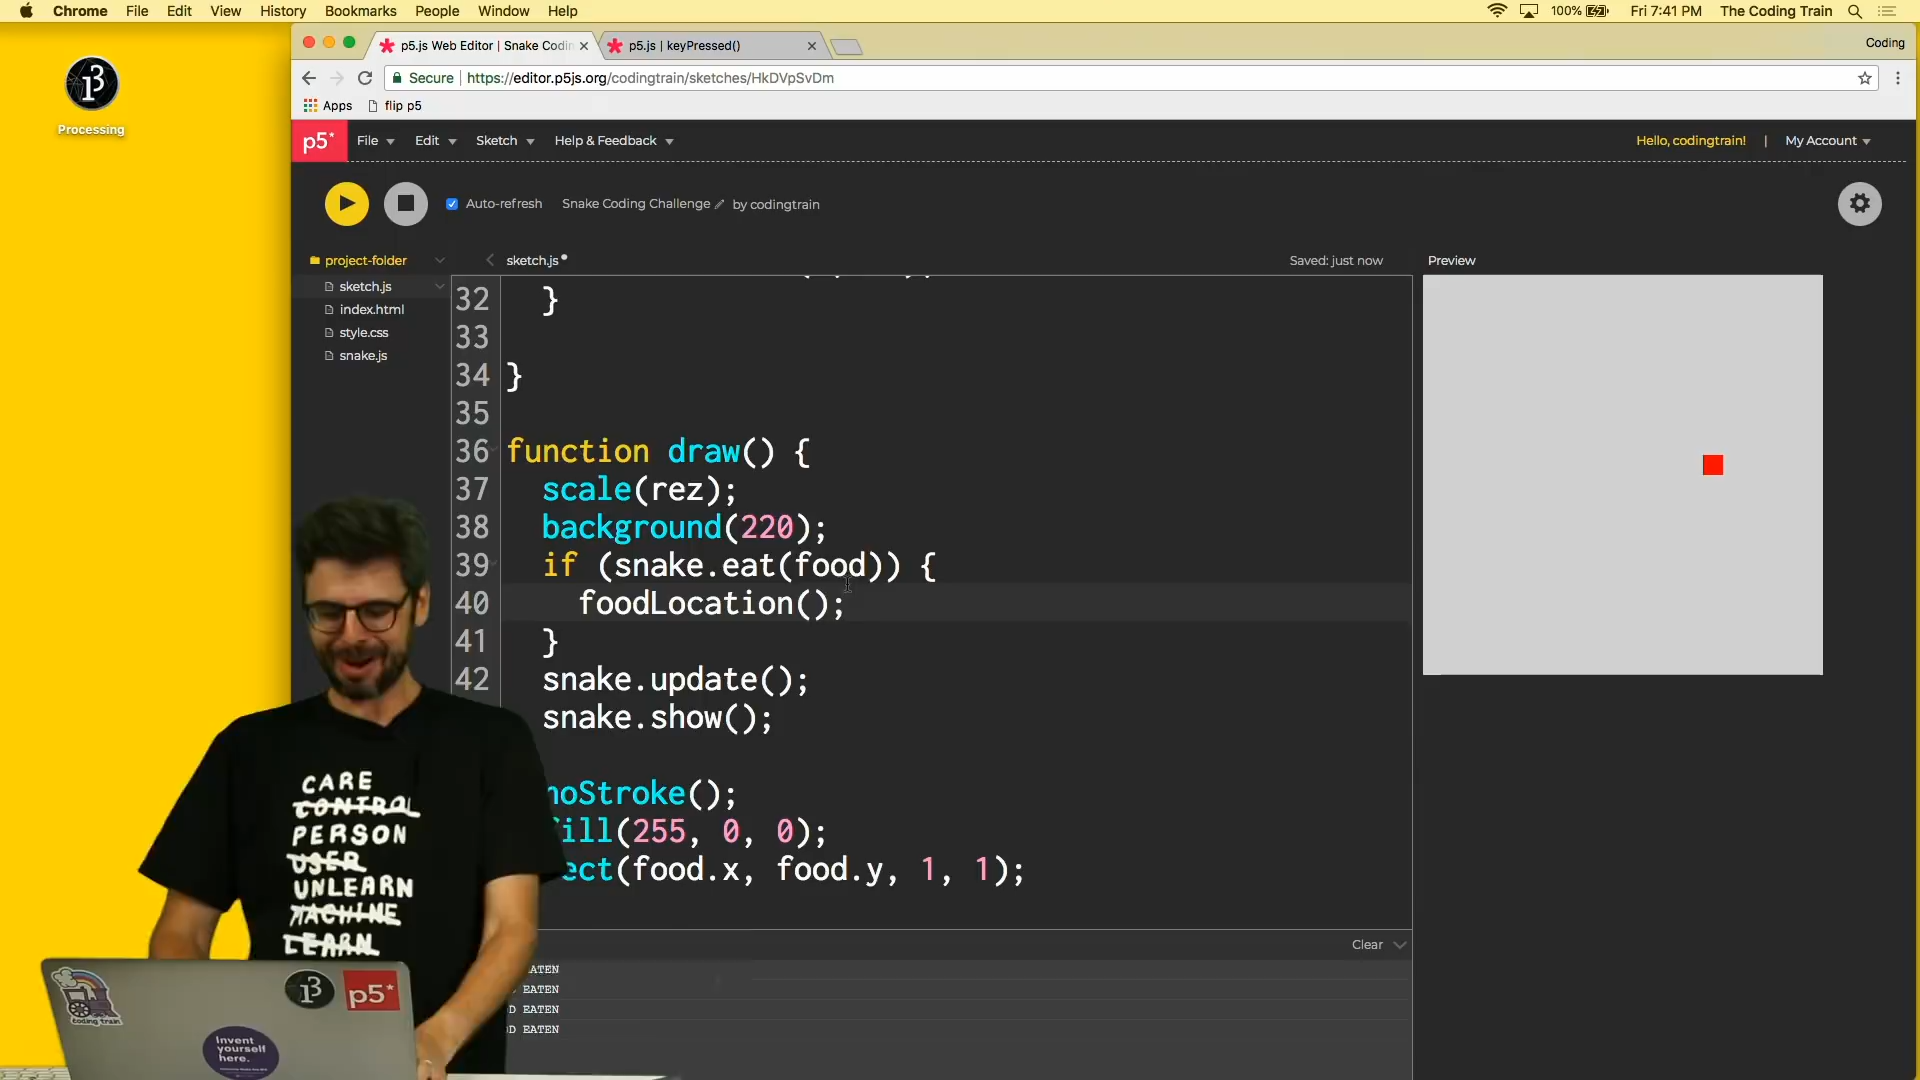 Chrome File Edit View History Bookmarks People Window Help 100% Fri 7:41 PM The Coding Train
Processing
p5.js Web Editor | Snake Codin
p5.js | keyPressed()
Coding
Secure | https://editor.p5js.org/codingtrain/sketches/HkDVpSvDm
Apps flip p5
p5* File Edit Sketch Help & Feedback Hello, codingtrain! | My Account
Auto-refresh Snake Coding Challenge by codingtrain
project-folder
sketch.js
index.html
style.css
snake.js
sketch.js Saved: just now Preview
32 }
33
34 }
35
36 function draw() {
37 scale(rez);
38 background(220);
39 if (snake.eat(food)) {
40 foodLocation();
41 }
42 snake.update();
snake.show();
noStroke();
fill(255, 0, 0);
rect(food.x, food.y, 1, 1);
Clear
EATEN
EATEN
D EATEN
D EATEN
CARE
CONTROL
PERSON
USER
UNLEARN
MACHINE
LEARN
coding train
p5*
Invent
yourself
here.